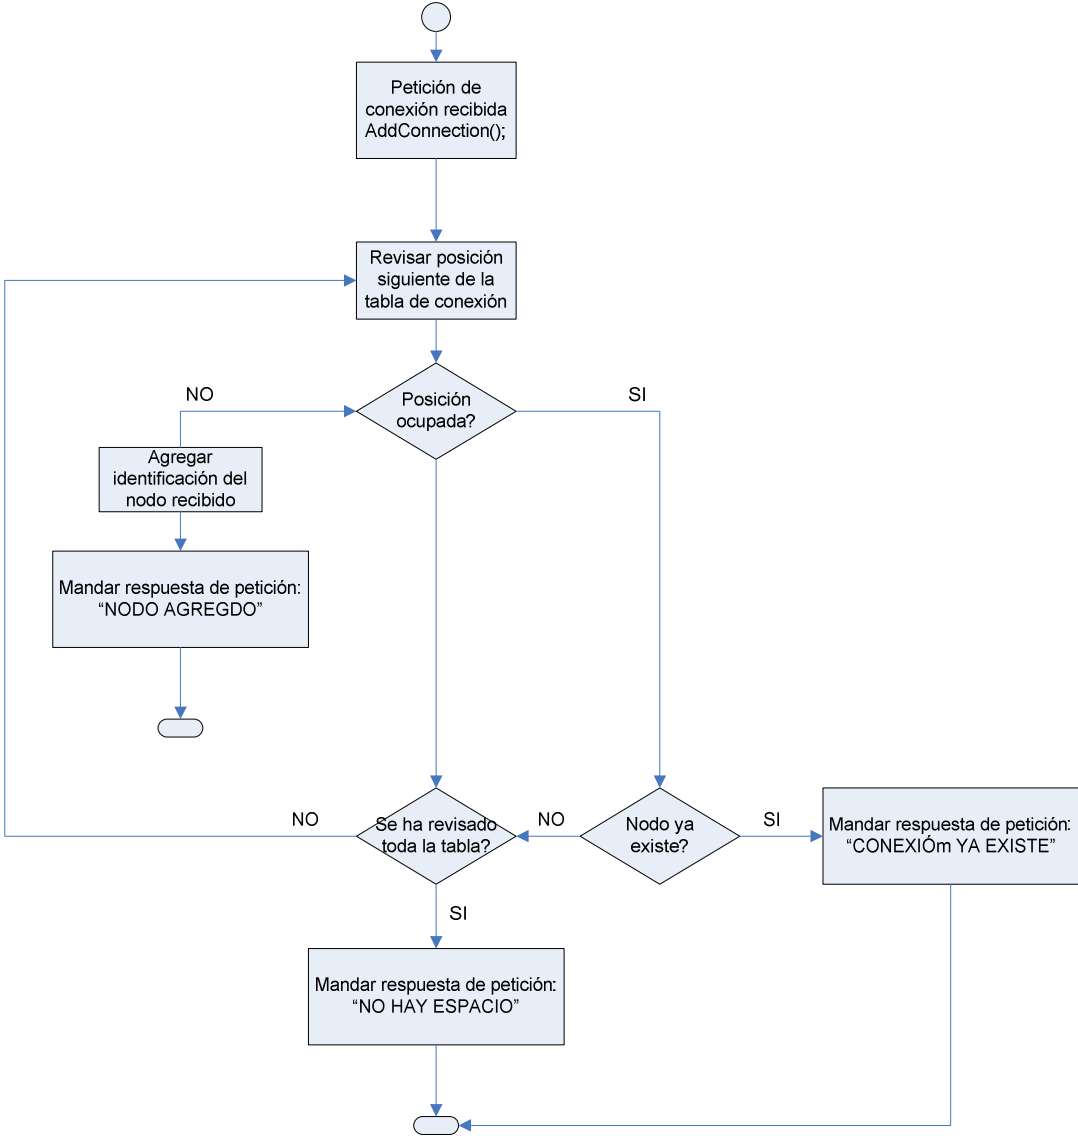 Petición de
conexión recibida
AddConnection();
Revisar posición
siguiente de la
tabla de conexión
NO
Posición
ocupada?
SI
Agregar
identificación del
nodo recibido
Mandar respuesta de petición:
“NODO AGREGDO”
NO
Se ha revisado
toda la tabla?
NO
Nodo ya
existe?
SI
Mandar respuesta de petición:
“CONEXIÓm YA EXISTE”
SI
Mandar respuesta de petición:
“NO HAY ESPACIO”